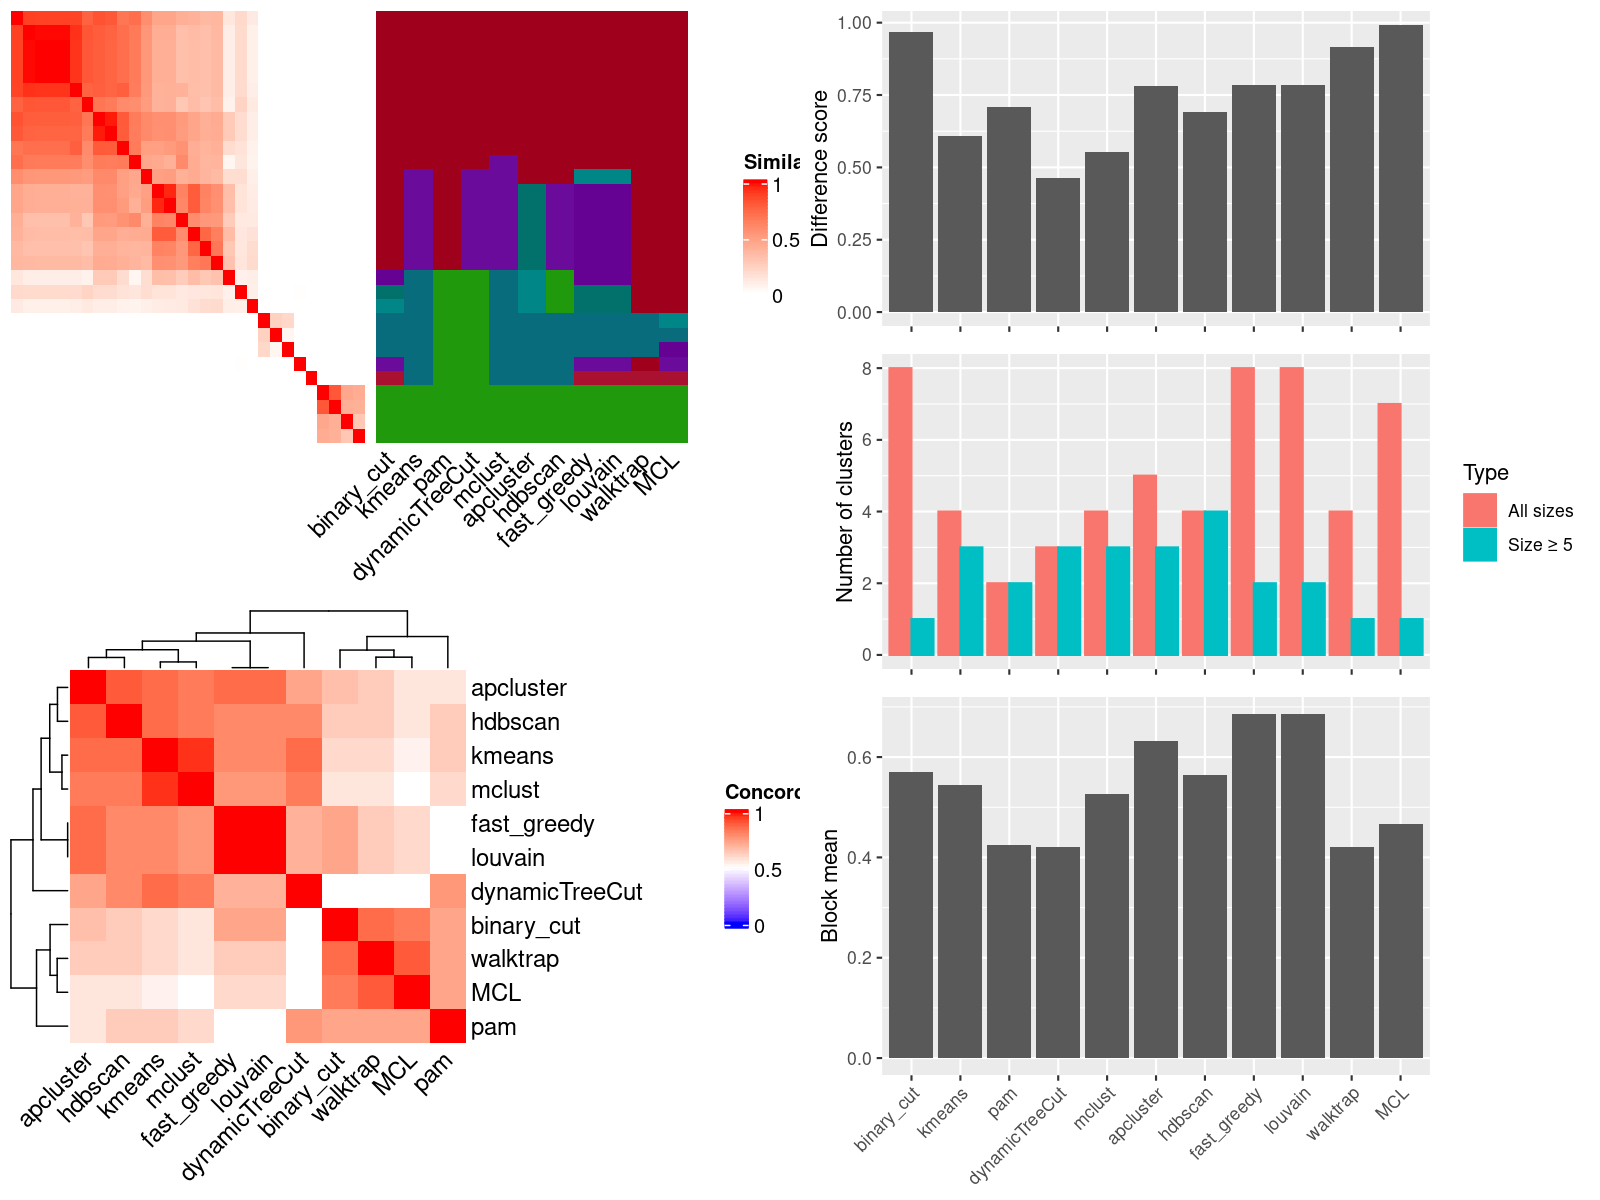 Simila
1
0.5
0
binary_cut
kmeans
pam
dynamicTreeCut
mclust
apcluster
hdbscan
fast_greedy
louvain
walktrap
MCL
apcluster
hdbscan
kmeans
mclust
fast_greedy
louvain
dynamicTreeCut
binary_cut
walktrap
MCL
pam
Concord
1
0.5
0
apcluster
hdbscan
kmeans
mclust
fast_greedy
louvain
dynamicTreeCut
binary_cut
walktrap
MCL
pam
Difference score
1.00
0.75
0.50
0.25
0.00
Number of clusters
8
6
4
2
0
Type
All sizes
Size ≥ 5
Block mean
0.6
0.4
0.2
0.0
binary_cut
kmeans
pam
dynamicTreeCut
mclust
apcluster
hdbscan
fast_greedy
louvain
walktrap
MCL